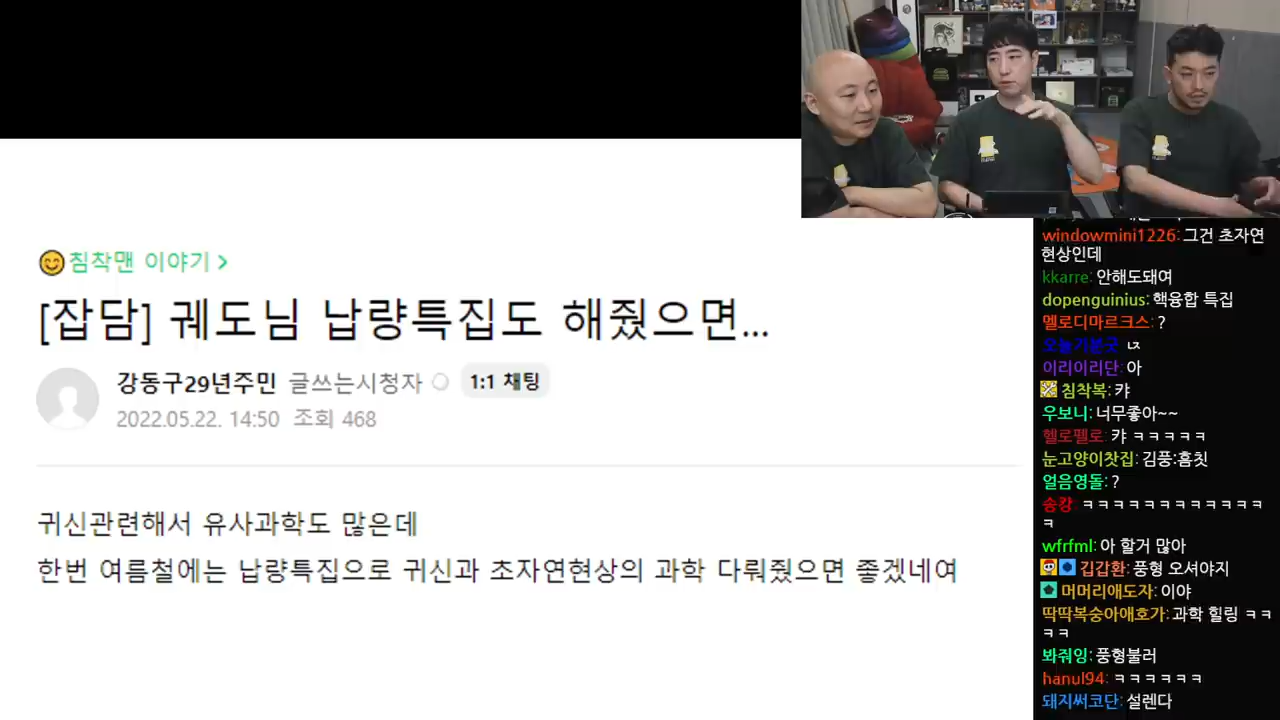 침착맨 이야기 >
[잡담] 궤도님 납량특집도 해줬으면...
강동구29년주민 글쓰는시청자 1:1 채팅
2022.05.22. 14:50 조회 468
귀신관련해서 유사과학도 많은데
한번 여름철에는 납량특집으로 귀신과 초자연현상의 과학 다뤄줬으면 좋겠네여
windowmini1226: 그건 초자연
현상인데
kkarre: 안해도돼여
dopenguinius: 핵융합 특집
멜로디마르크스: ?
오늘기분굿: ㄴㅈ
이리이리단: 아
침착복: 캬
우보니: 너무좋아~~
헬로펠로: 캬 ㅋㅋㅋㅋㅋ
눈고양이찻집: 김풍:흠칫
얼음영돌: ?
송캉: ㅋㅋㅋㅋㅋㅋㅋㅋㅋㅋㅋㅋ
ㅋ
wfrfml: 아 할거 많아
김갑환: 풍형 오셔야지
머머리애도자: 이야
딱딱복숭아애호가: 과학 힐링 ㅋㅋ
ㅋㅋ
봐줘잉: 풍형불러
hanul94: ㅋㅋㅋㅋㅋㅋ
돼지써코단: 설렌다